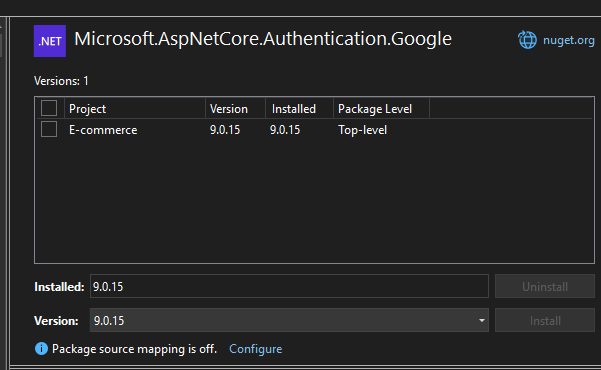 .NET Microsoft.AspNetCore.Authentication.Google nuget.org
Versions: 1
Project Version Installed Package Level
E-commerce 9.0.15 9.0.15 Top-level
Installed: 9.0.15 Uninstall
Version: 9.0.15 Install
Package source mapping is off. Configure